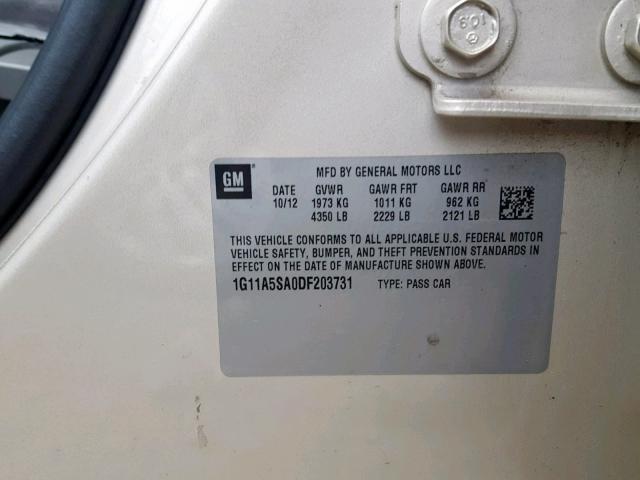 109
GM
MFD BY GENERAL MOTORS LLC
DATE GVWR GAWR FRT GAWR RR
10/12 1973 KG 1011 KG 962 KG
4350 LB 2229 LB 2121 LB
THIS VEHICLE CONFORMS TO ALL APPLICABLE U.S. FEDERAL MOTOR
VEHICLE SAFETY, BUMPER, AND THEFT PREVENTION STANDARDS IN
EFFECT ON THE DATE OF MANUFACTURE SHOWN ABOVE.
1G11A5SA0DF203731 TYPE: PASS CAR